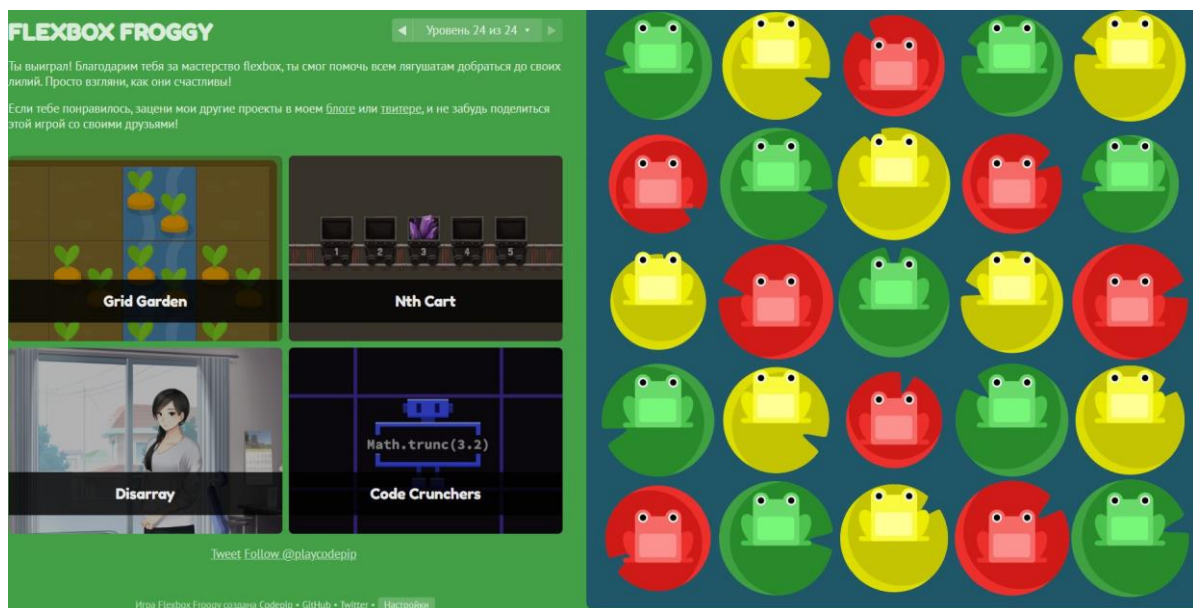 FLEXBOX FROGGY
◀ Уровень 24 из 24 ▾ ▶
Ты выиграл! Благодарим тебя за мастерство flexbox, ты смог помочь всем лягушатам добраться до своих
лилий. Просто взгляни, как они счастливы!
Если тебе понравилось, зацени мои другие проекты в моем блоге или твитере, и не забудь поделиться
этой игрой со своими друзьями!
Grid Garden
1 2 3 4 5
Nth Cart
Disarray
Math.trunc(3.2)
Code Crunchers
Tweet Follow @playcodepip
Игра Flexbox Froggy создана Codepip • GitHub • Twitter • Настройки